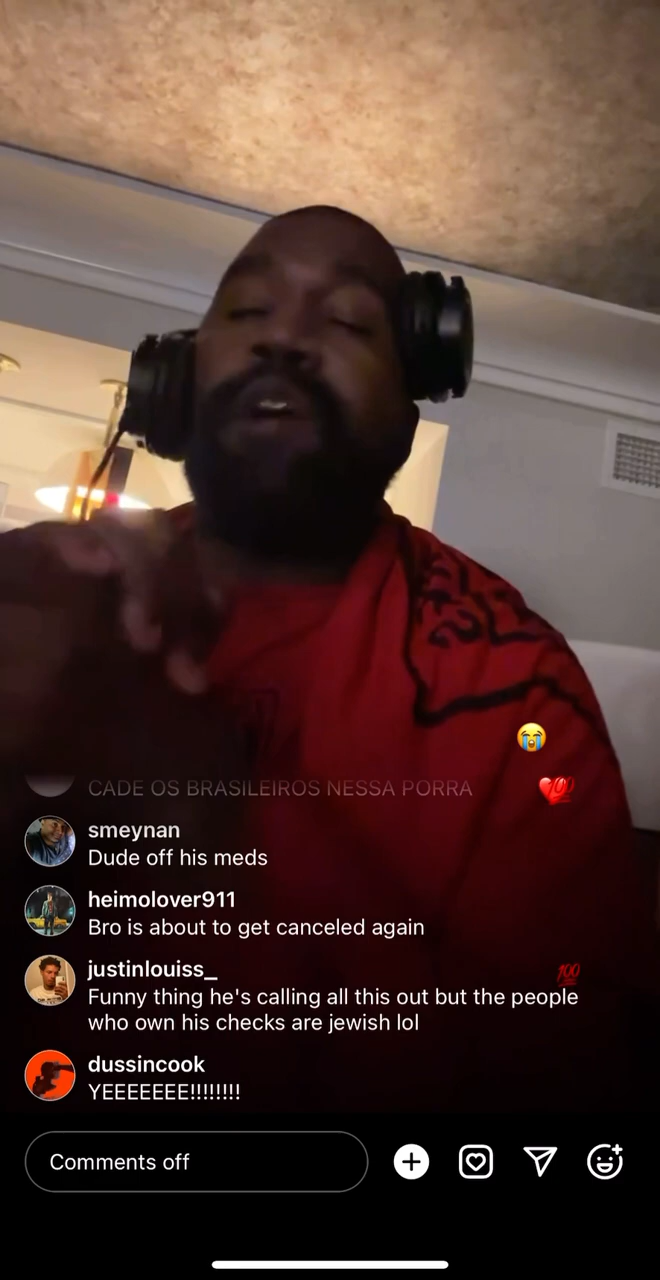 CADE OS BRASILEIROS NESSA PORRA
smeynan
Dude off his meds
heimolover911
Bro is about to get canceled again
justinlouiss_
Funny thing he's calling all this out but the people
who own his checks are jewish lol
dussincook
YEEEEEEE!!!!!!!!
Comments off